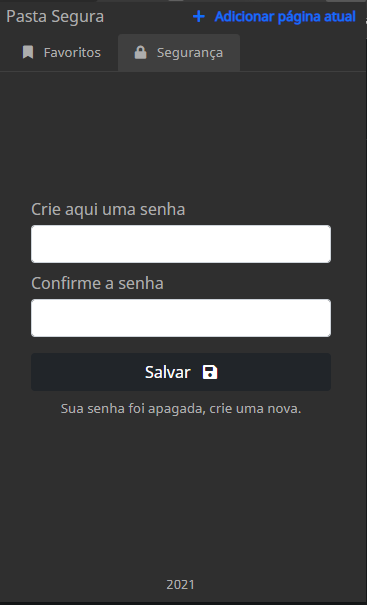 Pasta Segura
+ Adicionar página atual
Favoritos
Segurança
Crie aqui uma senha
Confirme a senha
Salvar
Sua senha foi apagada, crie uma nova.
2021